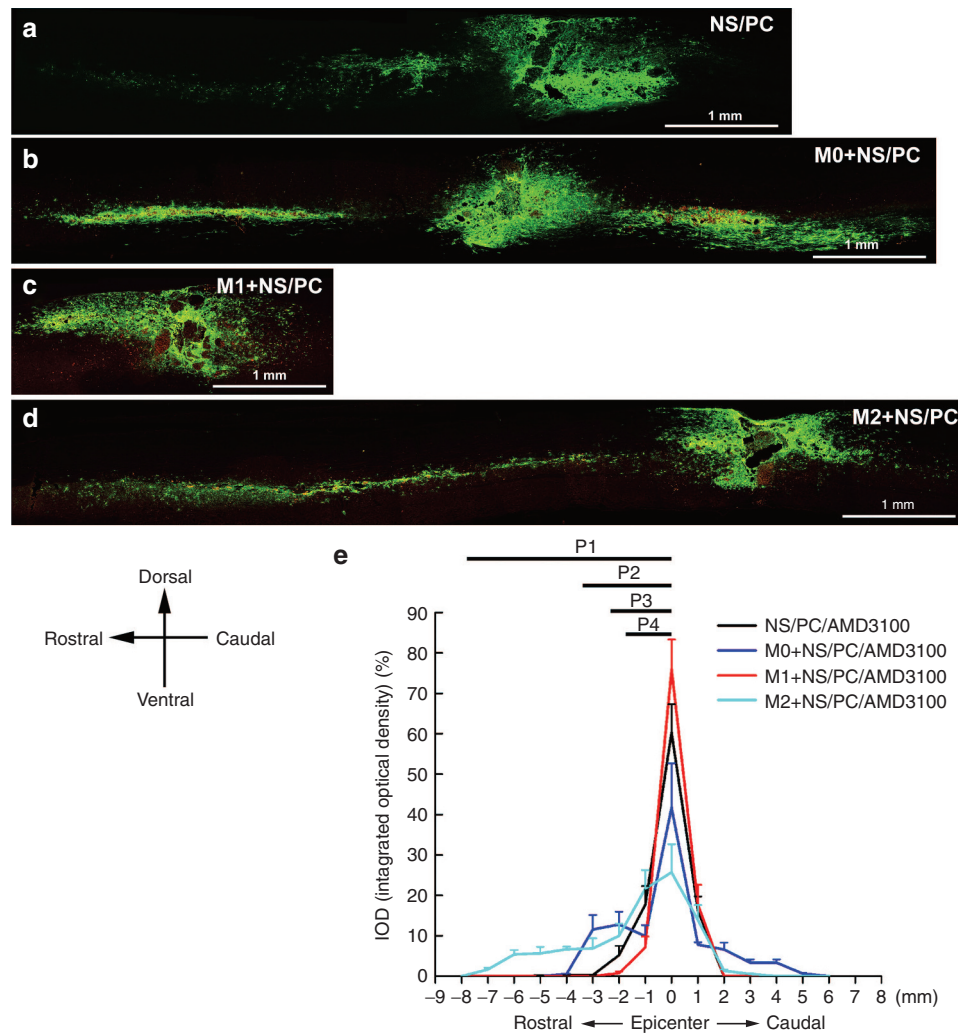 a
NS/PC
1 mm
b
M0+NS/PC
1 mm
c
M1+NS/PC
1 mm
d
M2+NS/PC
1 mm
Dorsal
Rostral
Caudal
Ventral
e
P1
P2
P3
P4
NS/PC/AMD3100
M0+NS/PC/AMD3100
M1+NS/PC/AMD3100
M2+NS/PC/AMD3100
IOD (intagrated optical density) (%)
90
80
70
60
50
40
30
20
10
0
−9 −8 −7 −6 −5 −4 −3 −2 −1 0 1 2 3 4 5 6 7 8 (mm)
Rostral ← Epicenter → Caudal